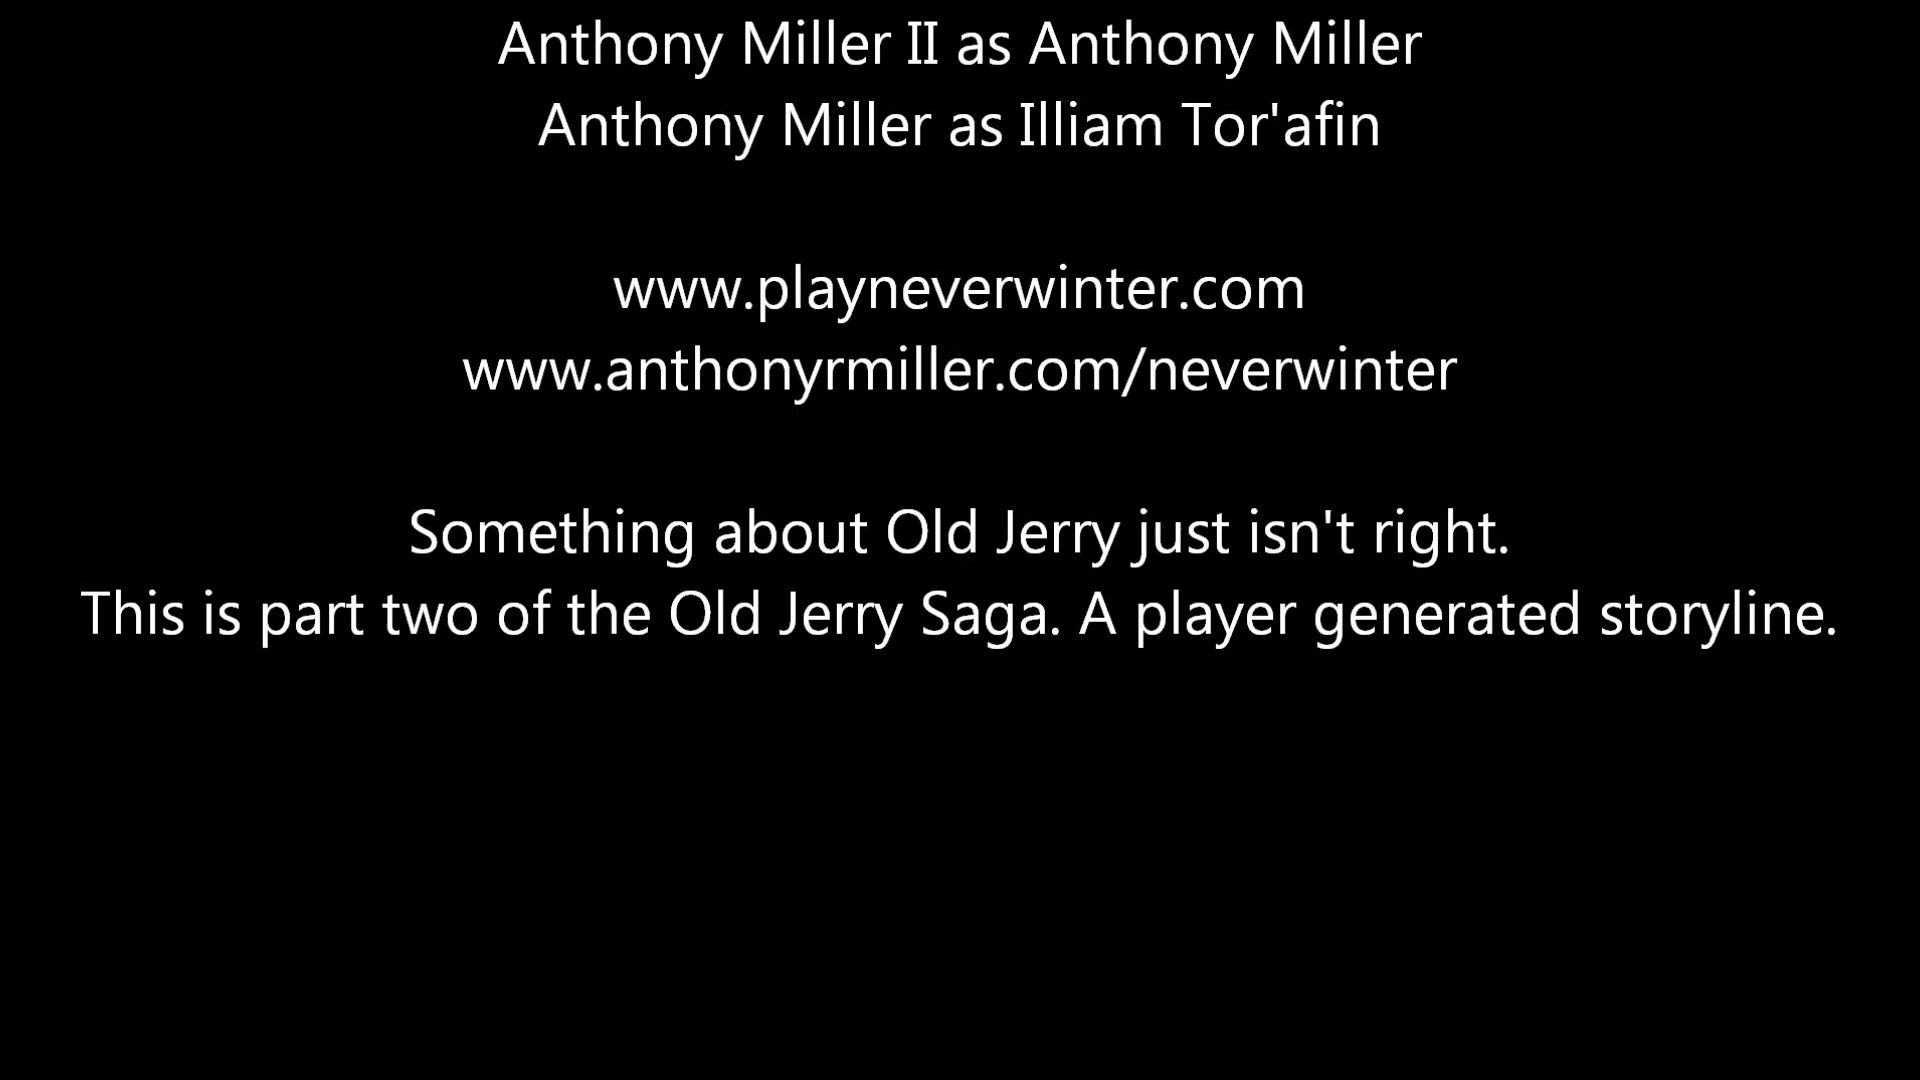 Anthony Miller II as Anthony Miller
Anthony Miller as Illiam Tor'afin
www.playneverwinter.com
www.anthonyrmiller.com/neverwinter
Something about Old Jerry just isn't right.
This is part two of the Old Jerry Saga. A player generated storyline.